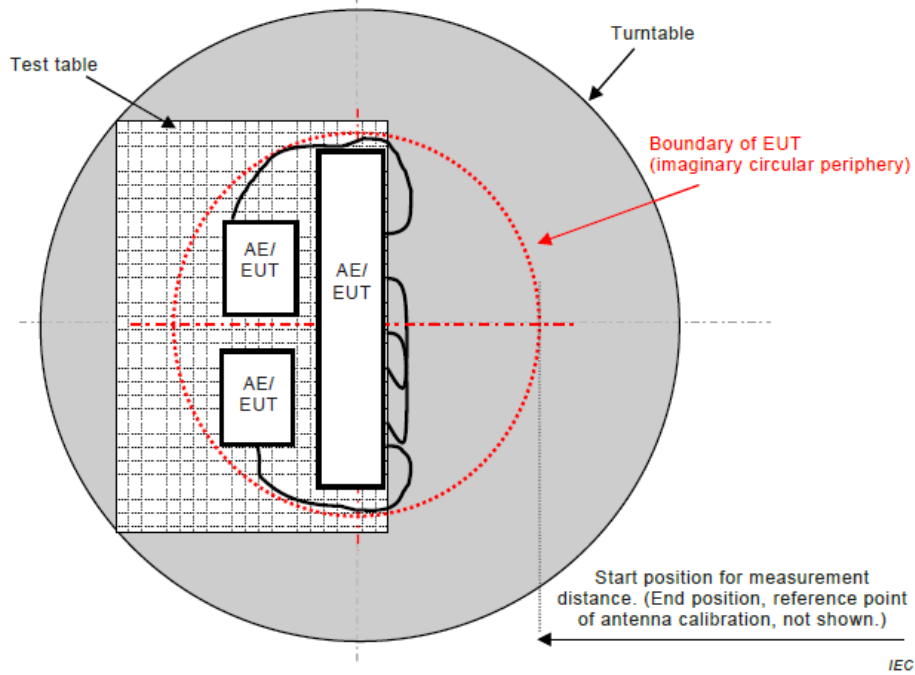 Turntable
Test table
Boundary of EUT
(imaginary circular periphery)
AE/
EUT
AE/
EUT
AE/
EUT
Start position for measurement
distance. (End position, reference point
of antenna calibration, not shown.)
IEC